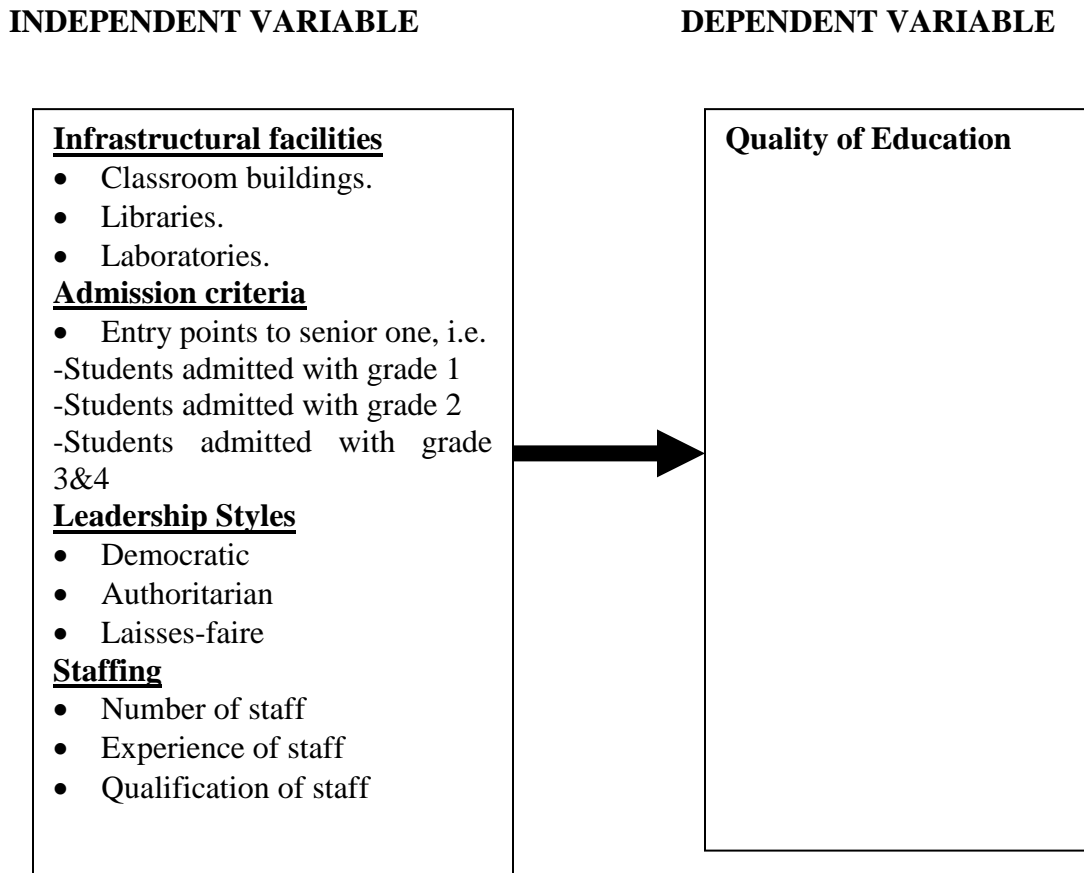 INDEPENDENT VARIABLE
DEPENDENT VARIABLE
Infrastructural facilities
• Classroom buildings.
• Libraries.
• Laboratories.
Admission criteria
• Entry points to senior one, i.e.
-Students admitted with grade 1
-Students admitted with grade 2
-Students admitted with grade
3&4
Leadership Styles
• Democratic
• Authoritarian
• Laisses-faire
Staffing
• Number of staff
• Experience of staff
• Qualification of staff
Quality of Education